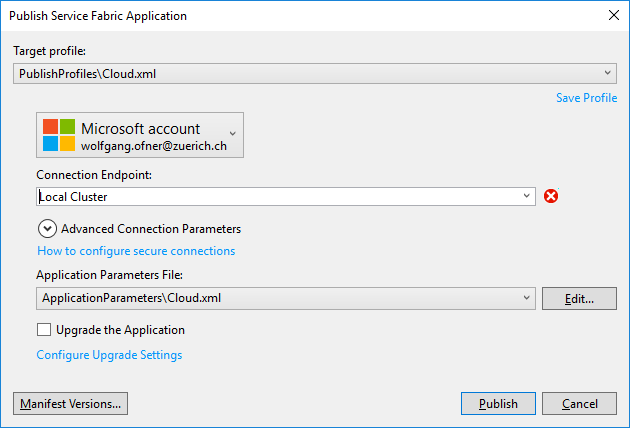 Publish Service Fabric Application
Target profile:
PublishProfiles\Cloud.xml
Save Profile
Microsoft account
wolfgang.ofner@zuerich.ch
Connection Endpoint:
Local Cluster
Advanced Connection Parameters
How to configure secure connections
Application Parameters File:
ApplicationParameters\Cloud.xml
Edit...
Upgrade the Application
Configure Upgrade Settings
Manifest Versions...
Publish
Cancel